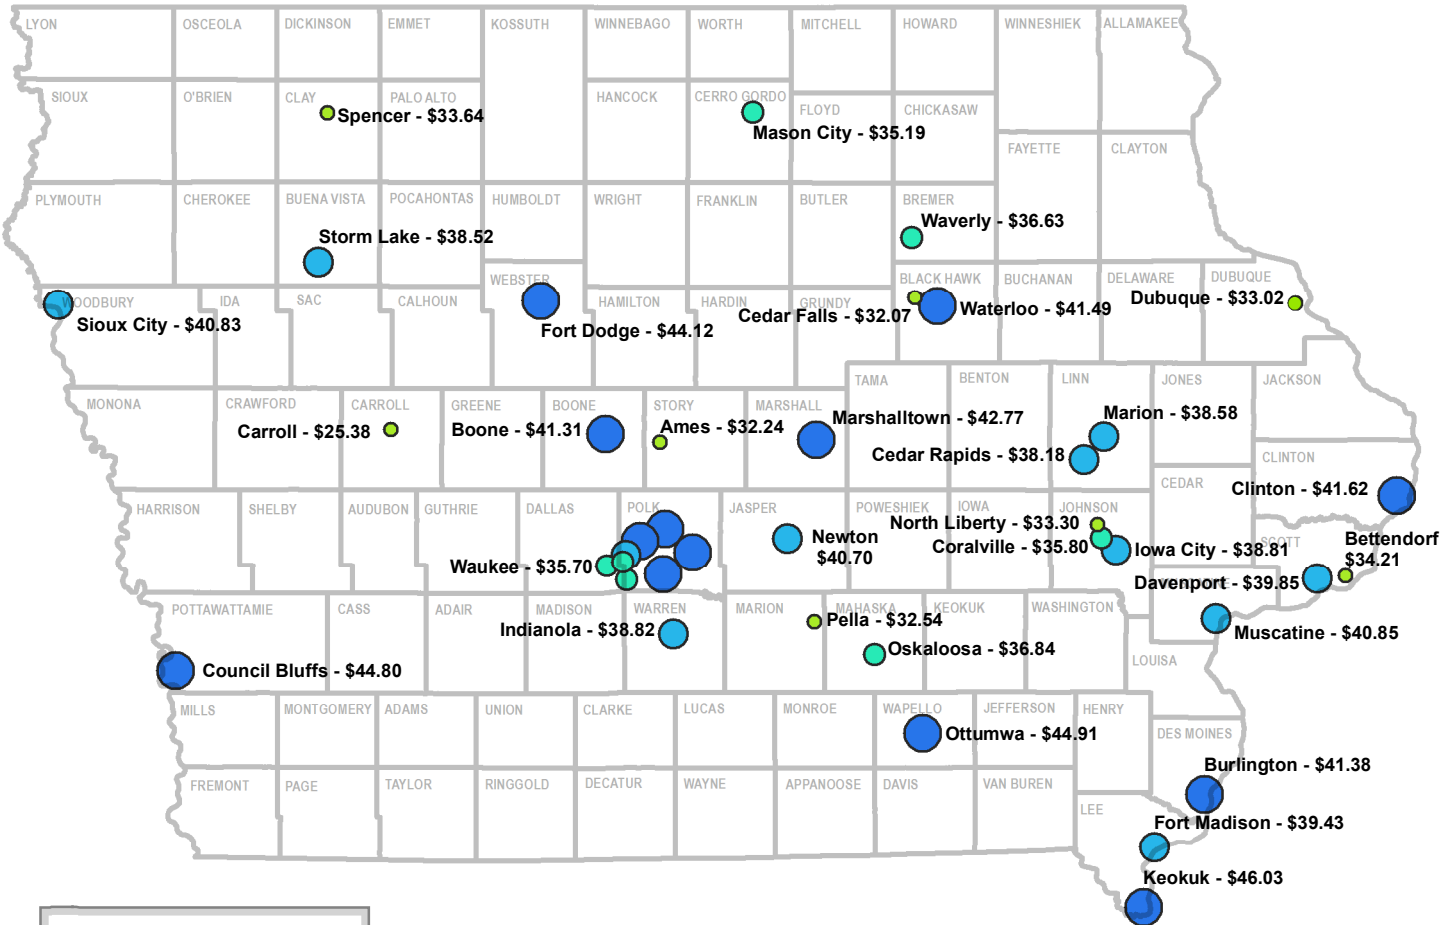 LYON
OSCEOLA
DICKINSON
EMMET
KOSSUTH
WINNEBAGO
WORTH
MITCHELL
HOWARD
WINNESHIEK
ALLAMAKEE
SIOUX
O'BRIEN
CLAY
PALO ALTO
HANCOCK
CERRO GORDO
FLOYD
CHICKASAW
Spencer - $33.64
Mason City - $35.19
FAYETTE
CLAYTON
PLYMOUTH
CHEROKEE
BUENA VISTA
POCAHONTAS
HUMBOLDT
WRIGHT
FRANKLIN
BUTLER
BREMER
Waverly - $36.63
Storm Lake - $38.52
WEBSTER
BLACK HAWK
BUCHANAN
DELAWARE
DUBUQUE
WOODBURY
IDA
SAC
CALHOUN
HAMILTON
HARDIN
GRUNDY
Dubuque - $33.02
Cedar Falls - $32.07
Waterloo - $41.49
Sioux City - $40.83
Fort Dodge - $44.12
TAMA
BENTON
LINN
JONES
JACKSON
MONONA
CRAWFORD
CARROLL
GREENE
BOONE
STORY
MARSHALL
Carroll - $25.38
Boone - $41.31
Ames - $32.24
Marshalltown - $42.77
Marion - $38.58
Cedar Rapids - $38.18
CLINTON
CEDAR
Clinton - $41.62
HARRISON
SHELBY
AUDUBON
GUTHRIE
DALLAS
POLK
JASPER
POWESHIEK
IOWA
JOHNSON
North Liberty - $33.30
Newton
$40.70
Coralville - $35.80
Iowa City - $38.81
SCOTT
Bettendorf
$34.21
Waukee - $35.70
Davenport - $39.85
POTTAWATTAMIE
CASS
ADAIR
MADISON
WARREN
MARION
MAHASKA
KEOKUK
WASHINGTON
Indianola - $38.82
Pella - $32.54
Muscatine - $40.85
Oskaloosa - $36.84
LOUISA
Council Bluffs - $44.80
MILLS
MONTGOMERY
ADAMS
UNION
CLARKE
LUCAS
MONROE
WAPELLO
JEFFERSON
HENRY
DES MOINES
Ottumwa - $44.91
Burlington - $41.38
FREMONT
PAGE
TAYLOR
RINGGOLD
DECATUR
WAYNE
APPANOOSE
DAVIS
VAN BUREN
LEE
Fort Madison - $39.43
Keokuk - $46.03